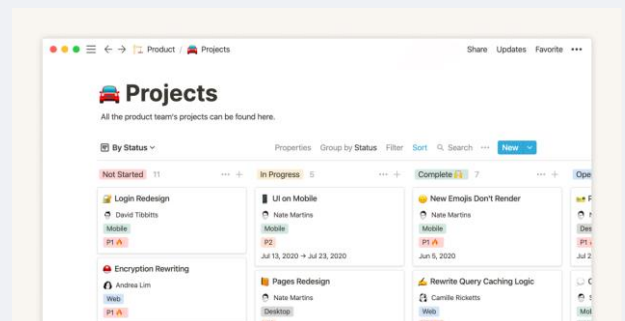 Product / Projects
Share Updates Favorite
Projects
All the product team's projects can be found here.
By Status
Properties Group by Status Filter Sort Search New
Not Started 11
In Progress 5
Complete 7
Login Redesign
David Tibbitts
Mobile
P1
Encryption Rewriting
Andrea Lim
Web
P1
UI on Mobile
Nate Martins
Mobile
P2
Jul 13, 2020 → Jul 23, 2020
Pages Redesign
Nate Martins
Desktop
New Emojis Don't Render
Nate Martins
Mobile
P1
Jun 5, 2020
Rewrite Query Caching Logic
Camille Ricketts
Web